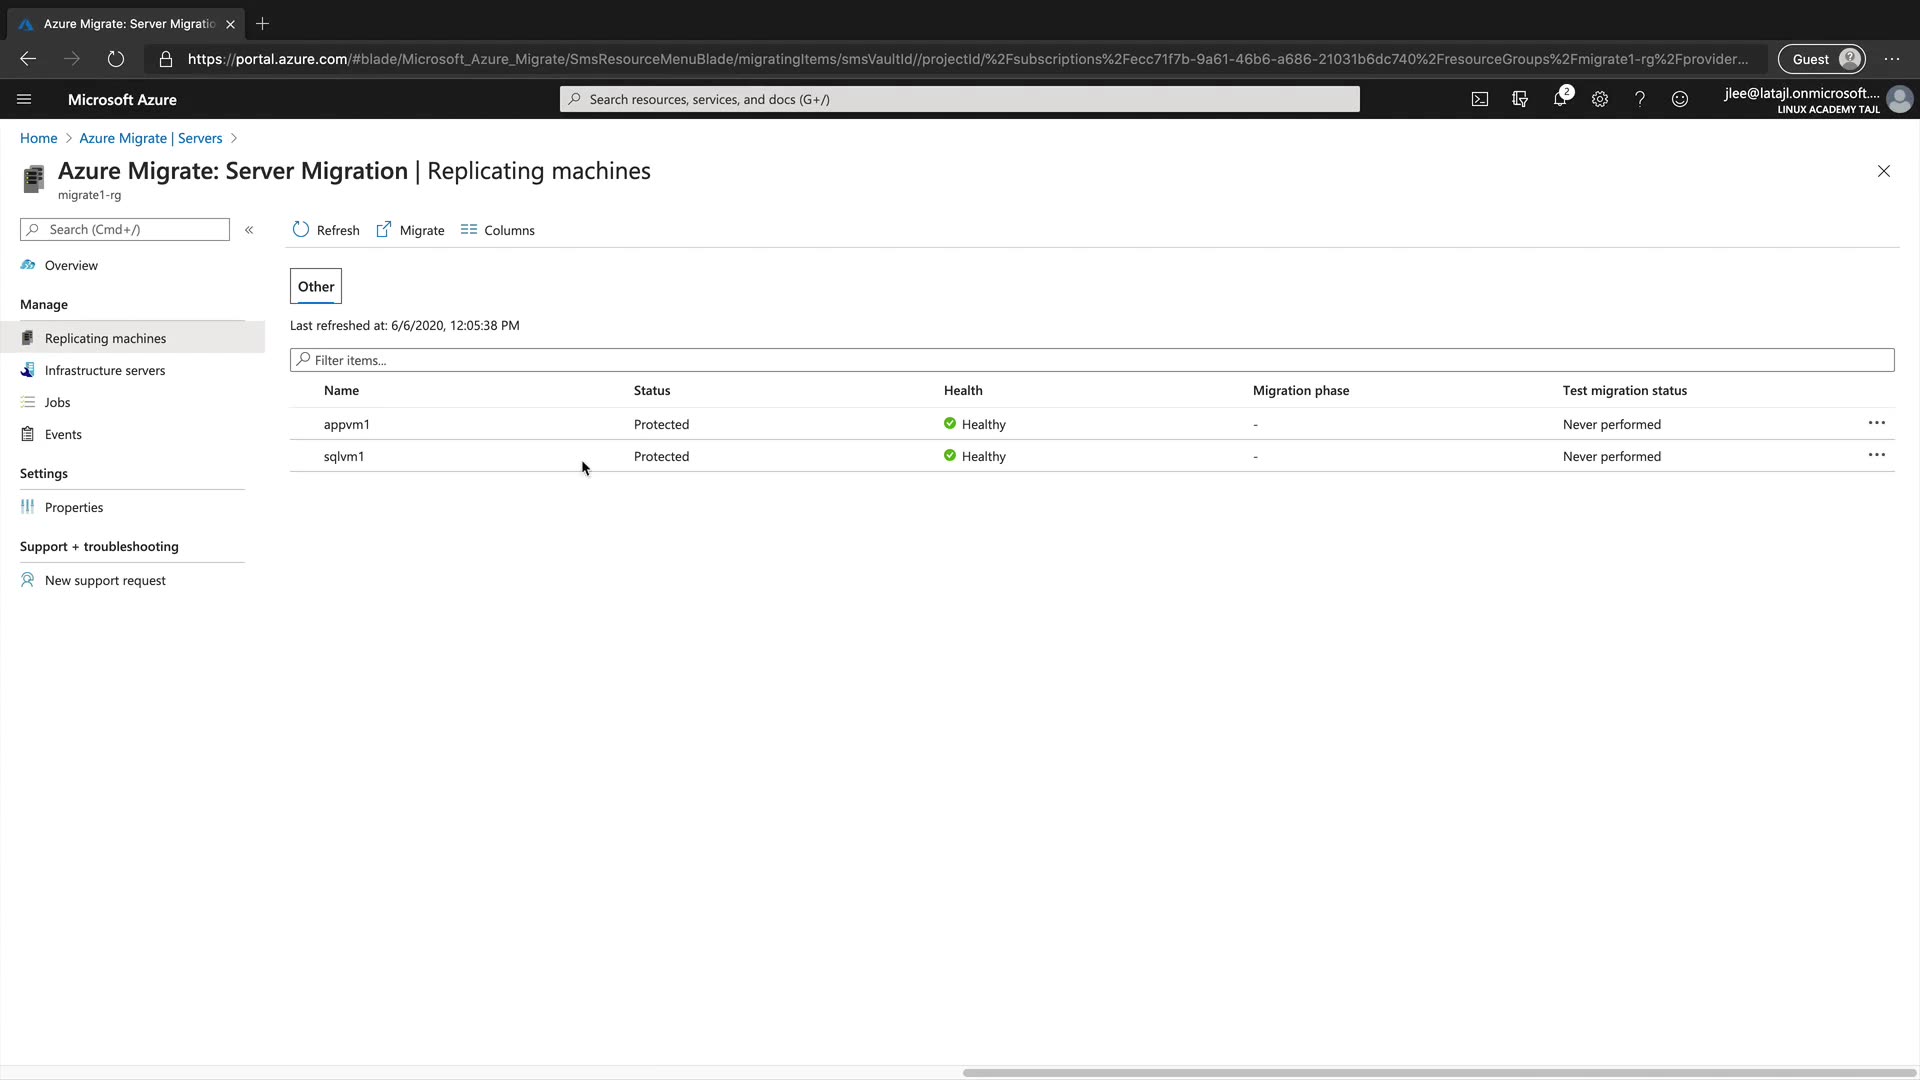 Azure Migrate: Server Migratio
https://portal.azure.com/#blade/Microsoft_Azure_Migrate/SmsResourceMenuBlade/migratingItems/smsVaultId//projectId/%2Fsubscriptions%2Fecc71f7b-9a61-46b6-a686-21031b6dc740%2FresourceGroups%2Fmigrate1-rg%2Fprovider...
Guest
Microsoft Azure
Search resources, services, and docs (G+/)
2
jlee@latajl.onmicrosoft....
LINUX ACADEMY TAJL
Home > Azure Migrate | Servers >
Azure Migrate: Server Migration | Replicating machines
migrate1-rg
Search (Cmd+/)
«
Refresh
Migrate
Columns
Overview
Manage
Replicating machines
Infrastructure servers
Jobs
Events
Settings
Properties
Support + troubleshooting
New support request
Other
Last refreshed at: 6/6/2020, 12:05:38 PM
Filter items...
Name Status Health Migration phase Test migration status
appvm1 Protected Healthy - Never performed
sqlvm1 Protected Healthy - Never performed